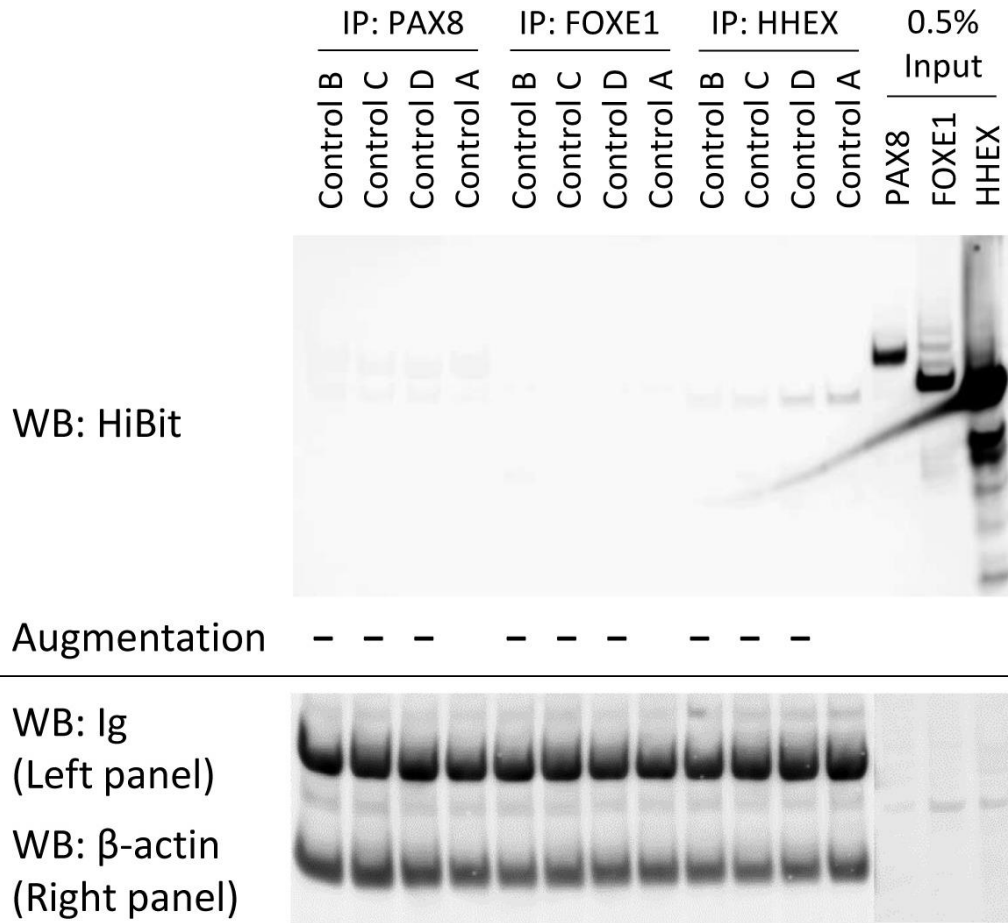 IP: PAX8 IP: FOXE1 IP: HHEX 0.5%
Input
Control B Control C Control D Control A Control B Control C Control D Control A Control B Control C Control D Control A PAX8 FOXE1 HHEX
WB: HiBit
Augmentation – – – – – – – – –
WB: Ig
(Left panel)
WB: β-actin
(Right panel)